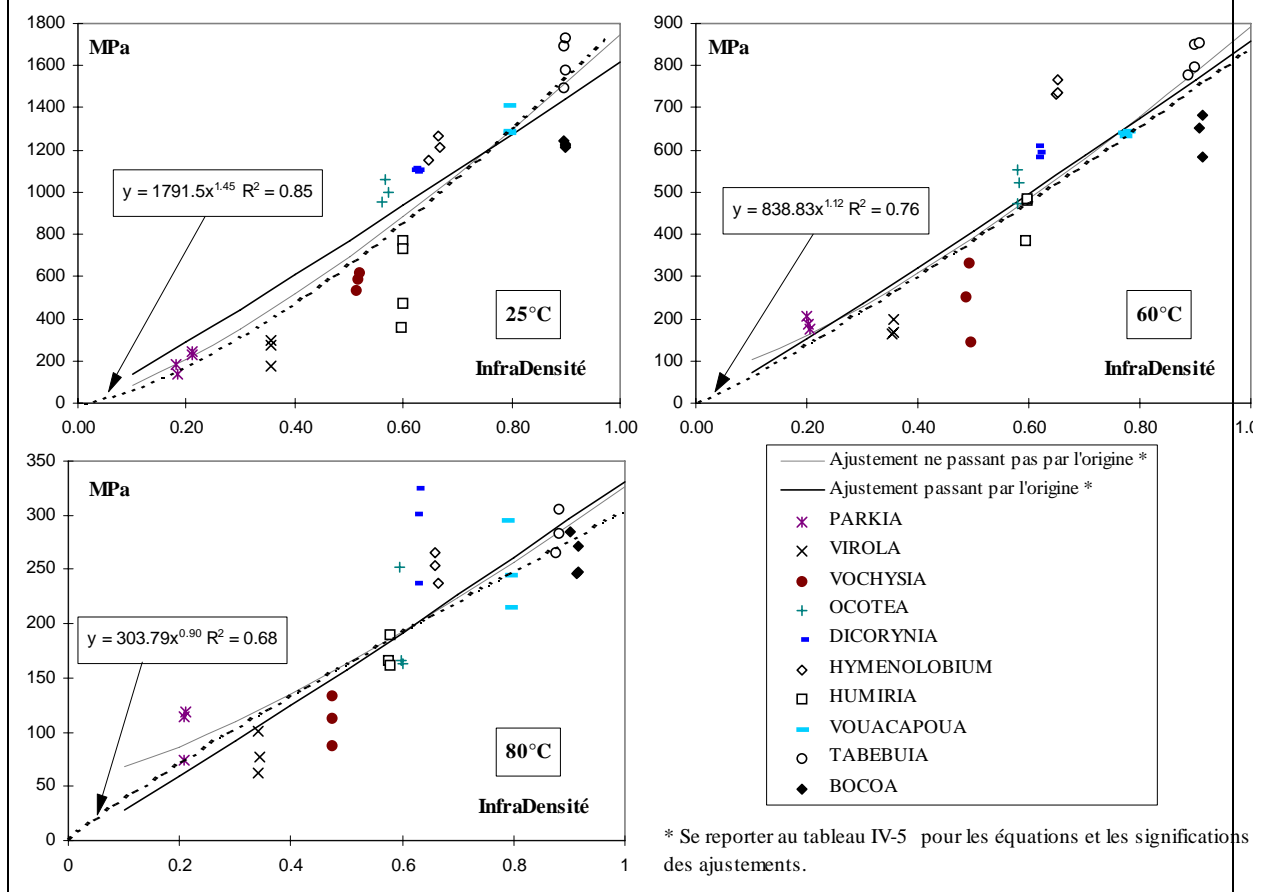 1800
1600
1400
1200
1000
800
600
400
200
0
MPa
y = 1791.5x^1.45 R² = 0.85
25°C
InfraDensité
0.00 0.20 0.40 0.60 0.80 1.00
900
800
700
600
500
400
300
200
100
0
MPa
y = 838.83x^1.12 R² = 0.76
60°C
InfraDensité
0.00 0.20 0.40 0.60 0.80 1.0
350
300
250
200
150
100
50
0
MPa
y = 303.79x^0.90 R² = 0.68
80°C
InfraDensité
0 0.2 0.4 0.6 0.8 1
Ajustement ne passant pas par l'origine *
Ajustement passant par l'origine *
PARKIA
VIROLA
VOCHYSIA
OCOTEA
DICORYNIA
HYMENOLOBIUM
HUMIRIA
VOUACAPOUA
TABEBUIA
BOCOA
* Se reporter au tableau IV-5 pour les équations et les significations
des ajustements.